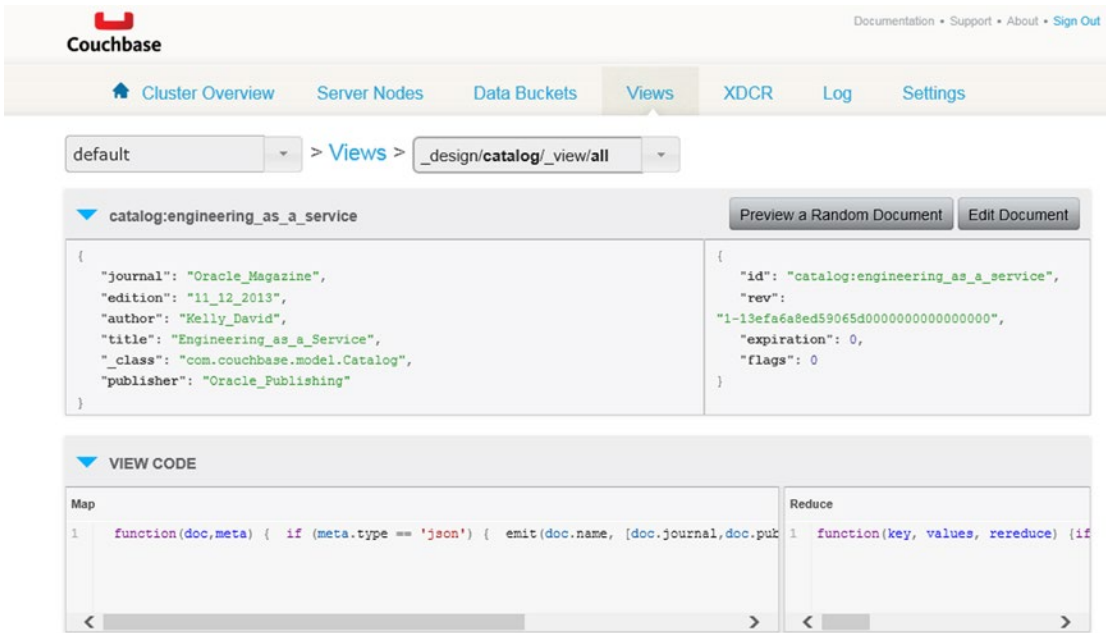 Couchbase
Documentation • Support • About • Sign Out
Cluster Overview Server Nodes Data Buckets Views XDCR Log Settings
default > Views > _design/catalog/_view/all
catalog:engineering_as_a_service Preview a Random Document Edit Document
{
"journal": "Oracle_Magazine",
"edition": "11_12_2013",
"author": "Kelly_David",
"title": "Engineering_as_a_Service",
"_class": "com.couchbase.model.Catalog",
"publisher": "Oracle_Publishing"
}
{
"id": "catalog:engineering_as_a_service",
"rev":
"1-13efa6a8ed59065d0000000000000000",
"expiration": 0,
"flags": 0
}
VIEW CODE
Map
1 function(doc,meta) { if (meta.type == 'json') { emit(doc.name, [doc.journal,doc.pub
Reduce
1 function(key, values, rereduce) {if